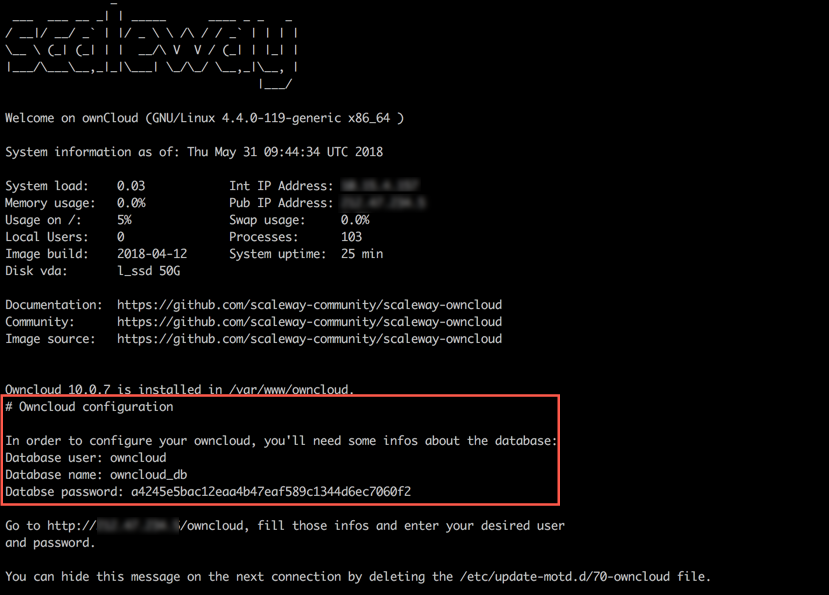 scaleway
Welcome on ownCloud (GNU/Linux 4.4.0-119-generic x86_64 )
System information as of: Thu May 31 09:44:34 UTC 2018
System load: 0.03 Int IP Address:
Memory usage: 0.0% Pub IP Address:
Usage on /: 5% Swap usage: 0.0%
Local Users: 0 Processes: 103
Image build: 2018-04-12 System uptime: 25 min
Disk vda: l_ssd 50G
Documentation: https://github.com/scaleway-community/scaleway-owncloud
Community: https://github.com/scaleway-community/scaleway-owncloud
Image source: https://github.com/scaleway-community/scaleway-owncloud
Owncloud 10.0.7 is installed in /var/www/owncloud.
# Owncloud configuration
In order to configure your owncloud, you'll need some infos about the database:
Database user: owncloud
Database name: owncloud_db
Databse password: a4245e5bac12eaa4b47eaf589c1344d6ec7060f2
Go to http:///owncloud, fill those infos and enter your desired user
and password.
You can hide this message on the next connection by deleting the /etc/update-motd.d/70-owncloud file.